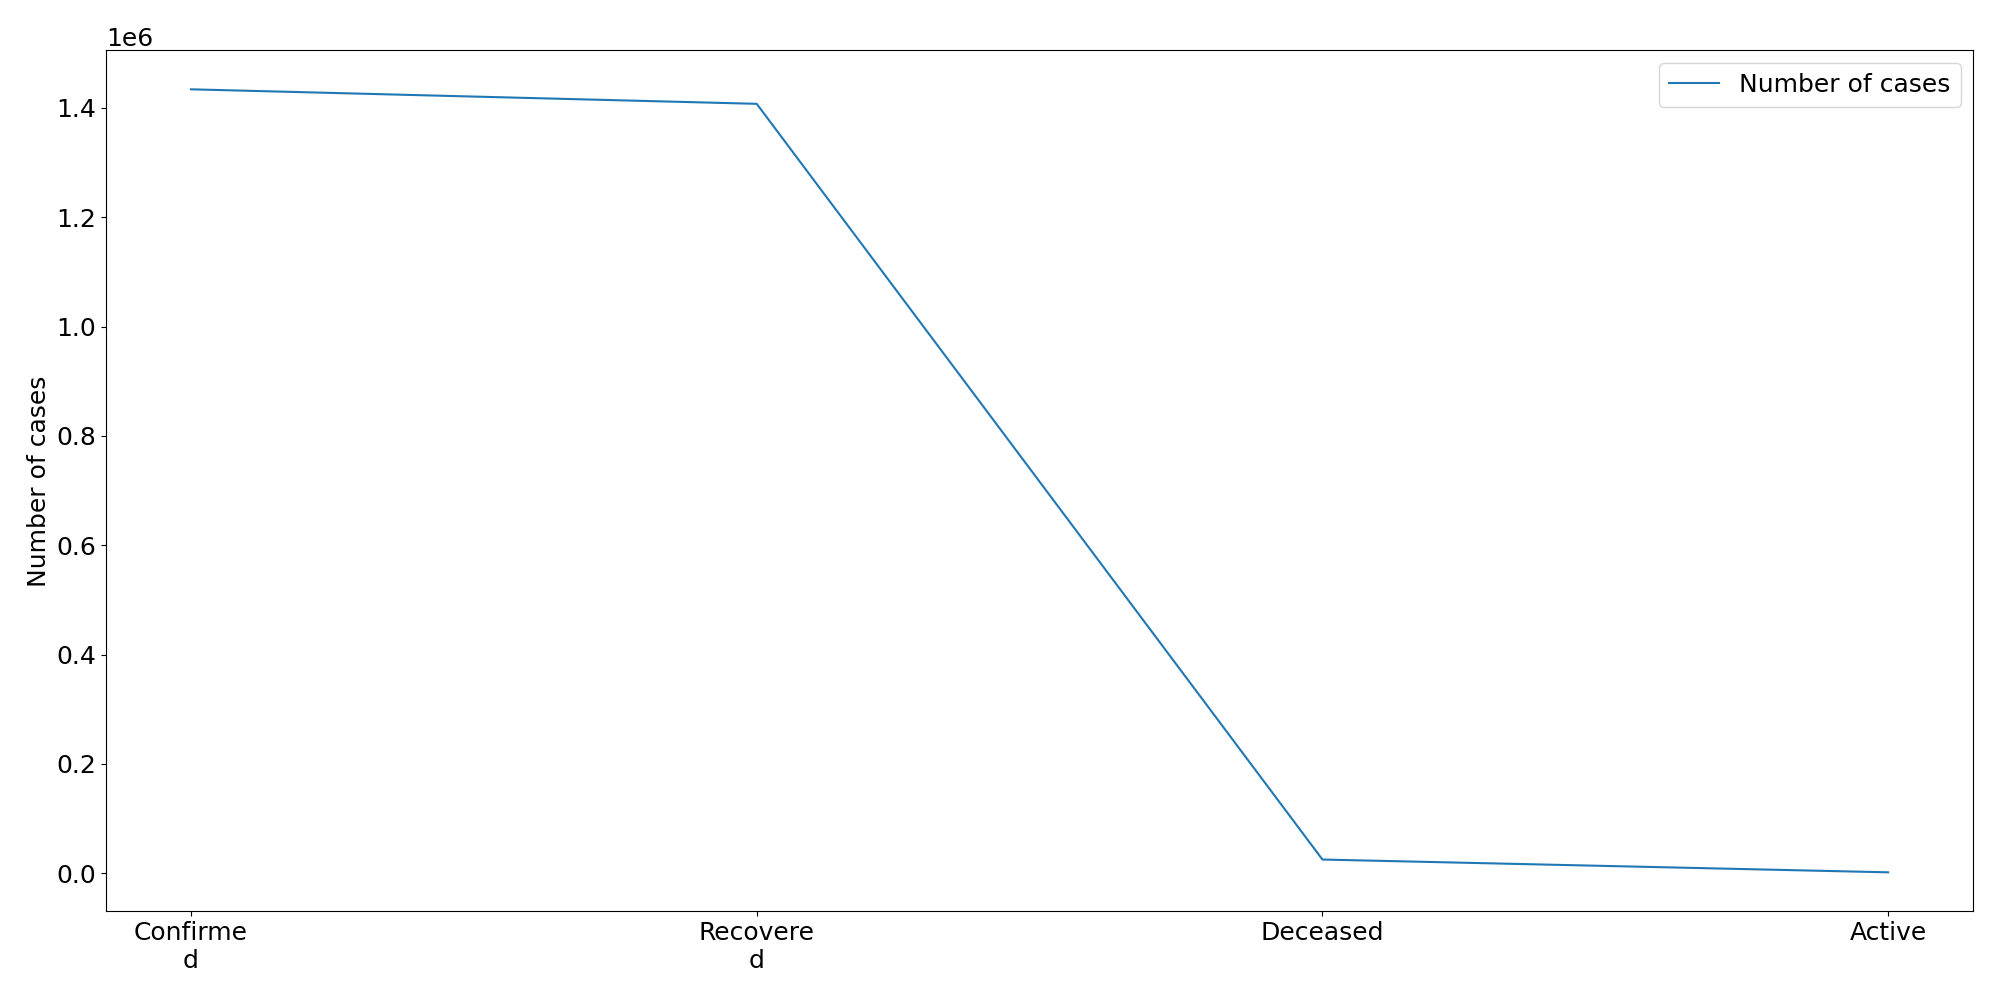 1e6
Number of cases
1.4
1.2
1.0
0.8
0.6
0.4
0.2
0.0
Number of cases
Confirme
d
Recovere
d
Deceased
Active